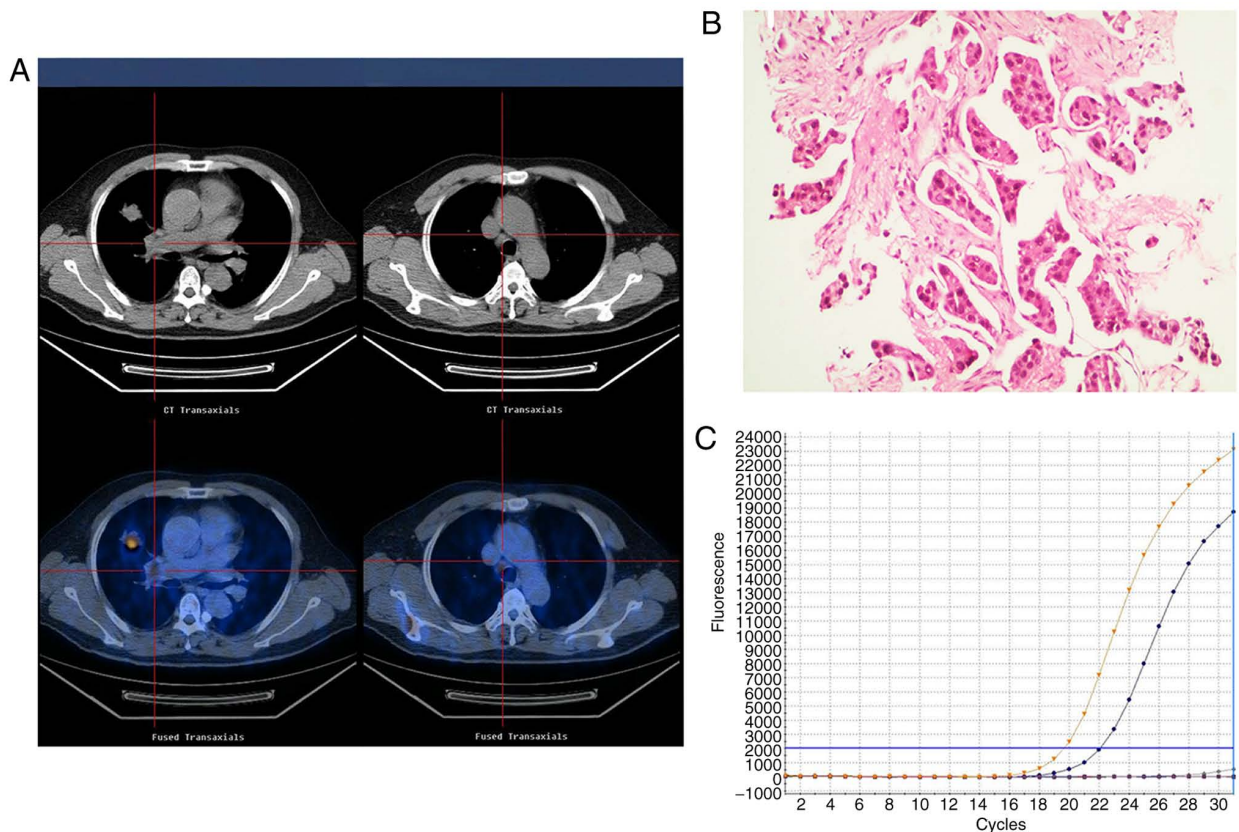 A
B
CT Transaxials
CT Transaxials
Fused Transaxials
Fused Transaxials
C
Fluorescence
24000
23000
22000
21000
20000
19000
18000
17000
16000
15000
14000
13000
12000
11000
10000
9000
8000
7000
6000
5000
4000
3000
2000
1000
0
−1000
2 4 6 8 10 12 14 16 18 20 22 24 26 28 30
Cycles